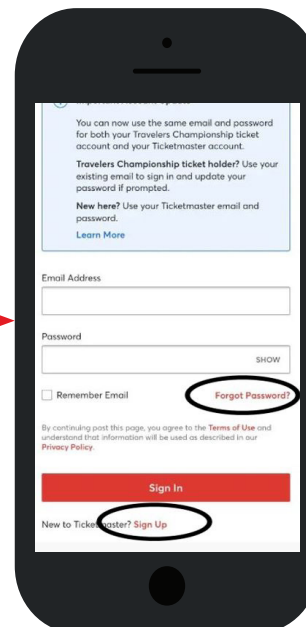 You can now use the same email and password
for both your Travelers Championship ticket
account and your Ticketmaster account.
Travelers Championship ticket holder? Use your
existing email to sign in and update your
password if prompted.
New here? Use your Ticketmaster email and
password.
Learn More
Email Address
Password
SHOW
Remember Email
Forgot Password?
By continuing past this page, you agree to the Terms of Use and
understand that information will be used as described in our
Privacy Policy.
Sign In
New to Ticketmaster? Sign Up